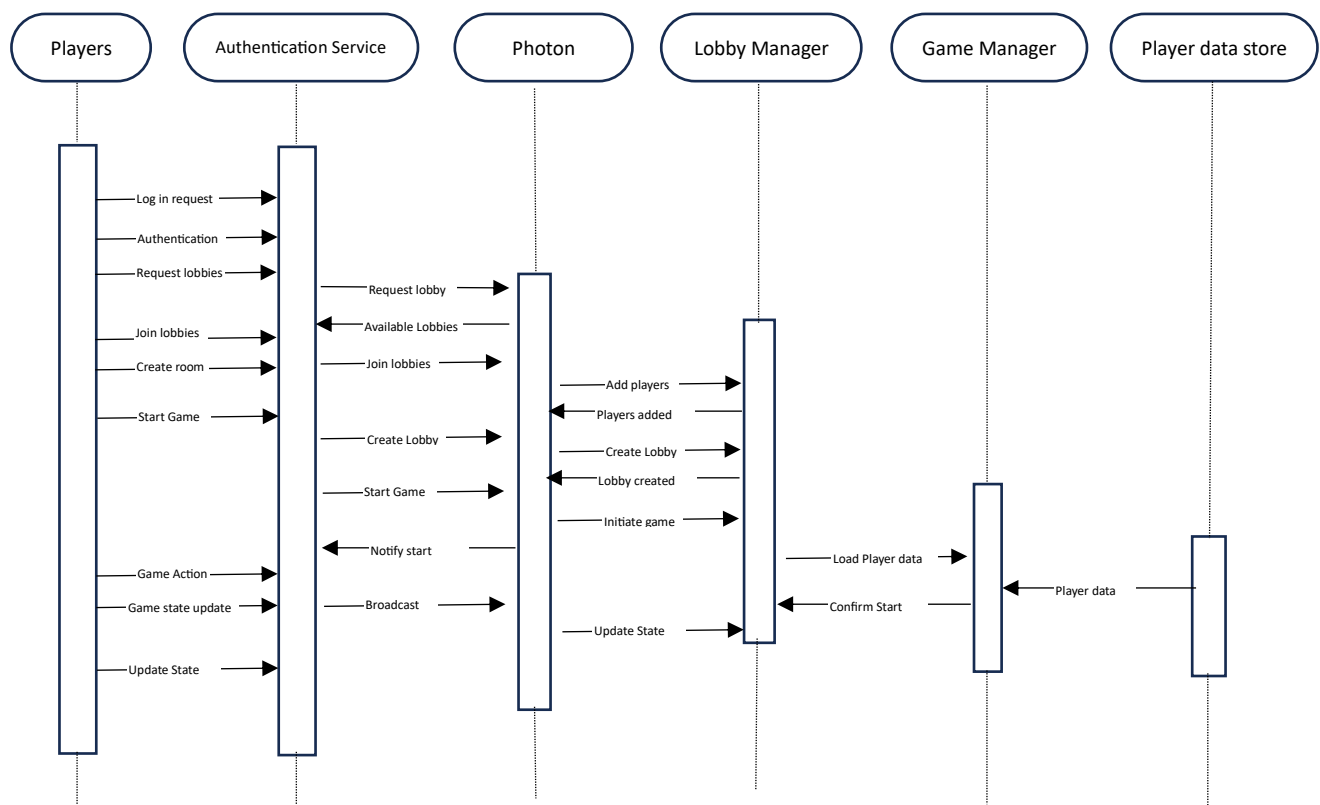 Players
Authentication Service
Photon
Lobby Manager
Game Manager
Player data store
Log in request
Authentication
Request lobbies
Request lobby
Available Lobbies
Join lobbies
Join lobbies
Create room
Add players
Players added
Start Game
Create Lobby
Create Lobby
Lobby created
Start Game
Initiate game
Notify start
Load Player data
Game Action
Player data
Game state update
Broadcast
Confirm Start
Update State
Update State